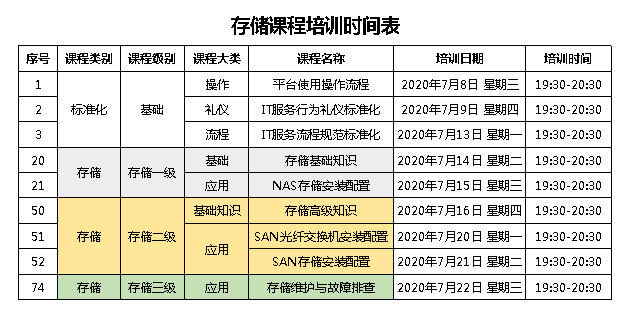 存储课程培训时间表
序号 课程类别 课程级别 课程大类 课程名称 培训日期 培训时间
1 标准化 基础 操作 平台使用操作流程 2020年7月8日 星期三 19:30-20:30
2 礼仪 IT服务行为礼仪标准化 2020年7月9日 星期四 19:30-20:30
3 流程 IT服务流程规范标准化 2020年7月13日 星期一 19:30-20:30
20 存储 存储一级 基础 存储基础知识 2020年7月14日 星期二 19:30-20:30
21 应用 NAS存储安装配置 2020年7月15日 星期三 19:30-20:30
50 存储 存储二级 基础知识 存储高级知识 2020年7月16日 星期四 19:30-20:30
51 应用 SAN光纤交换机安装配置 2020年7月20日 星期一 19:30-20:30
52 SAN存储安装配置 2020年7月21日 星期二 19:30-20:30
74 存储 存储三级 应用 存储维护与故障排查 2020年7月22日 星期三 19:30-20:30